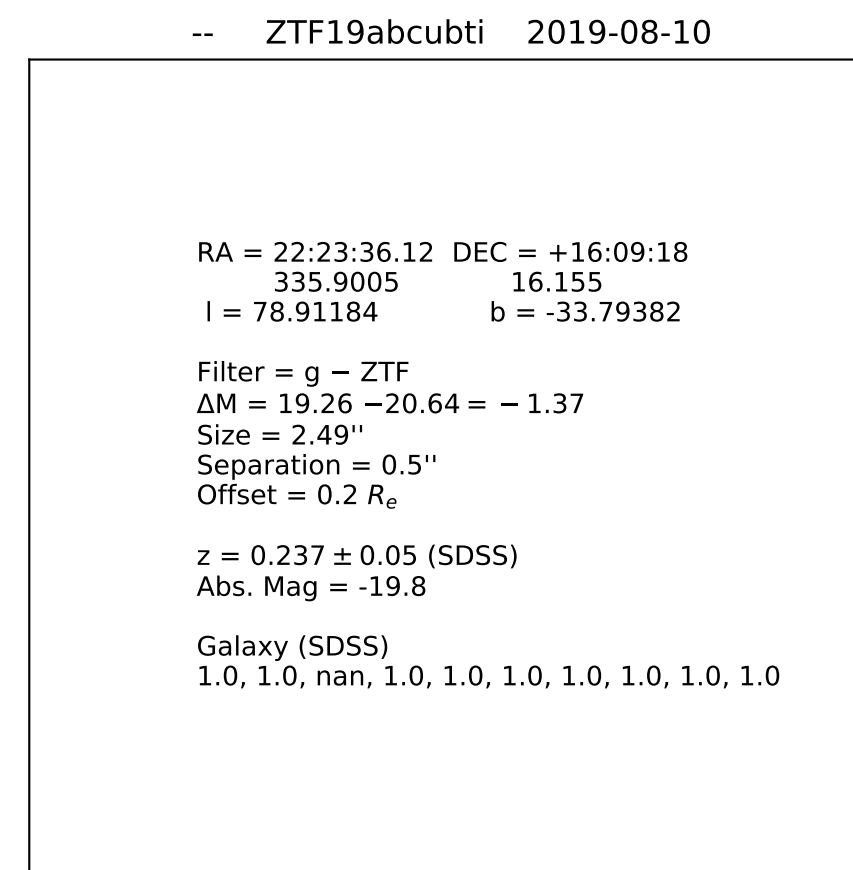 -- ZTF19abcubti 2019-08-10
RA = 22:23:36.12 DEC = +16:09:18
335.9005 16.155
l = 78.91184 b = -33.79382
Filter = g − ZTF
ΔM = 19.26 −20.64 = − 1.37
Size = 2.49''
Separation = 0.5''
Offset = 0.2 Re
z = 0.237 ± 0.05 (SDSS)
Abs. Mag = -19.8
Galaxy (SDSS)
1.0, 1.0, nan, 1.0, 1.0, 1.0, 1.0, 1.0, 1.0, 1.0